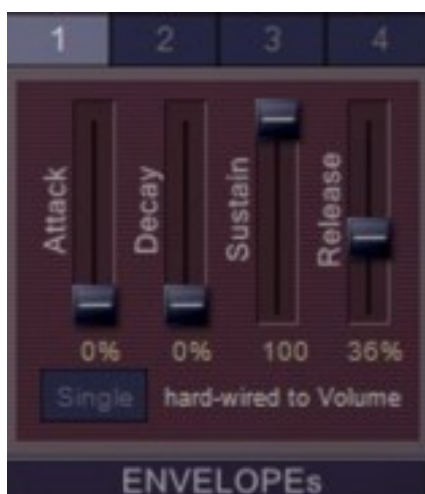 1 2 3 4
Attack
Decay
Sustain
Release
0% 0% 100 36%
Single hard-wired to Volume
ENVELOPEs